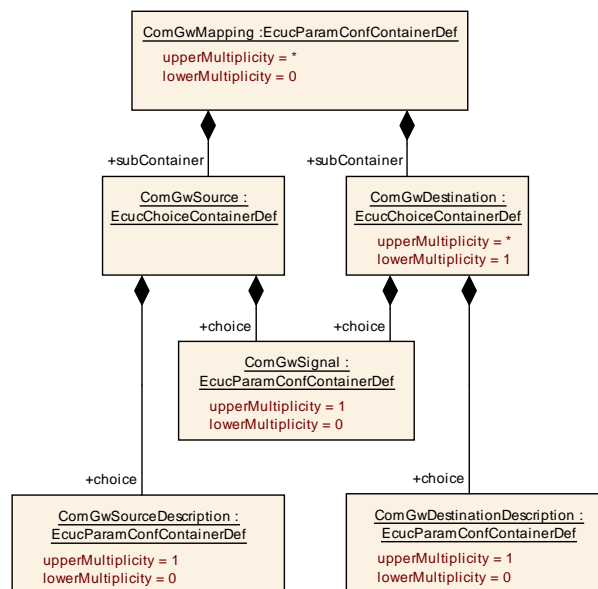 ComGwMapping :EcucParamConfContainerDef
upperMultiplicity = *
lowerMultiplicity = 0
+subContainer
+subContainer
ComGwSource :
EcucChoiceContainerDef
ComGwDestination :
EcucChoiceContainerDef
upperMultiplicity = *
lowerMultiplicity = 1
+choice
+choice
ComGwSignal :
EcucParamConfContainerDef
upperMultiplicity = 1
lowerMultiplicity = 0
+choice
+choice
ComGwSourceDescription :
EcucParamConfContainerDef
upperMultiplicity = 1
lowerMultiplicity = 0
ComGwDestinationDescription :
EcucParamConfContainerDef
upperMultiplicity = 1
lowerMultiplicity = 0